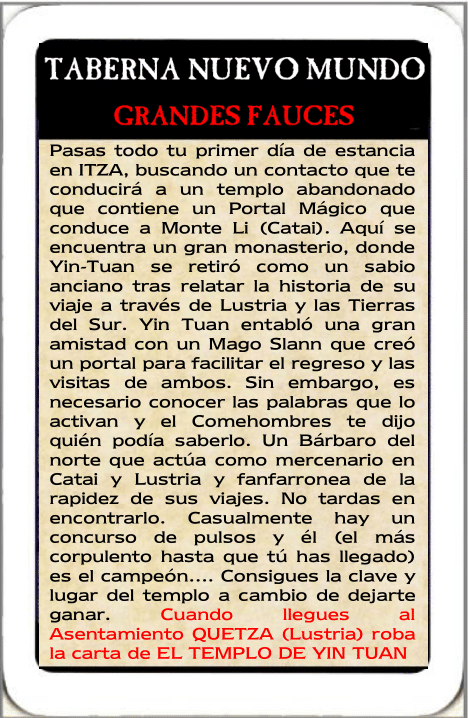 TABERNA NUEVO MUNDO
GRANDES FAUCES
Pasas todo tu primer día de estancia
en ITZA, buscando un contacto que te
conducirá a un templo abandonado
que contiene un Portal Mágico que
conduce a Monte Li (Catai). Aquí se
encuentra un gran monasterio, donde
Yin-Tuan se retiró como un sabio
anciano tras relatar la historia de su
viaje a través de Lustria y las Tierras
del Sur. Yin Tuan entabló una gran
amistad con un Mago Slann que creó
un portal para facilitar el regreso y las
visitas de ambos. Sin embargo, es
necesario conocer las palabras que lo
activan y el Comehombres te dijo
quién podía saberlo. Un Bárbaro del
norte que actúa como mercenario en
Catai y Lustria y fanfarronea de la
rapidez de sus viajes. No tardas en
encontrarlo. Casualmente hay un
concurso de pulsos y él (el más
corpulento hasta que tú has llegado)
es el campeón.... Consigues la clave y
lugar del templo a cambio de dejarte
ganar. Cuando llegues al
Asentamiento QUETZA (Lustria) roba
la carta de EL TEMPLO DE YIN TUAN